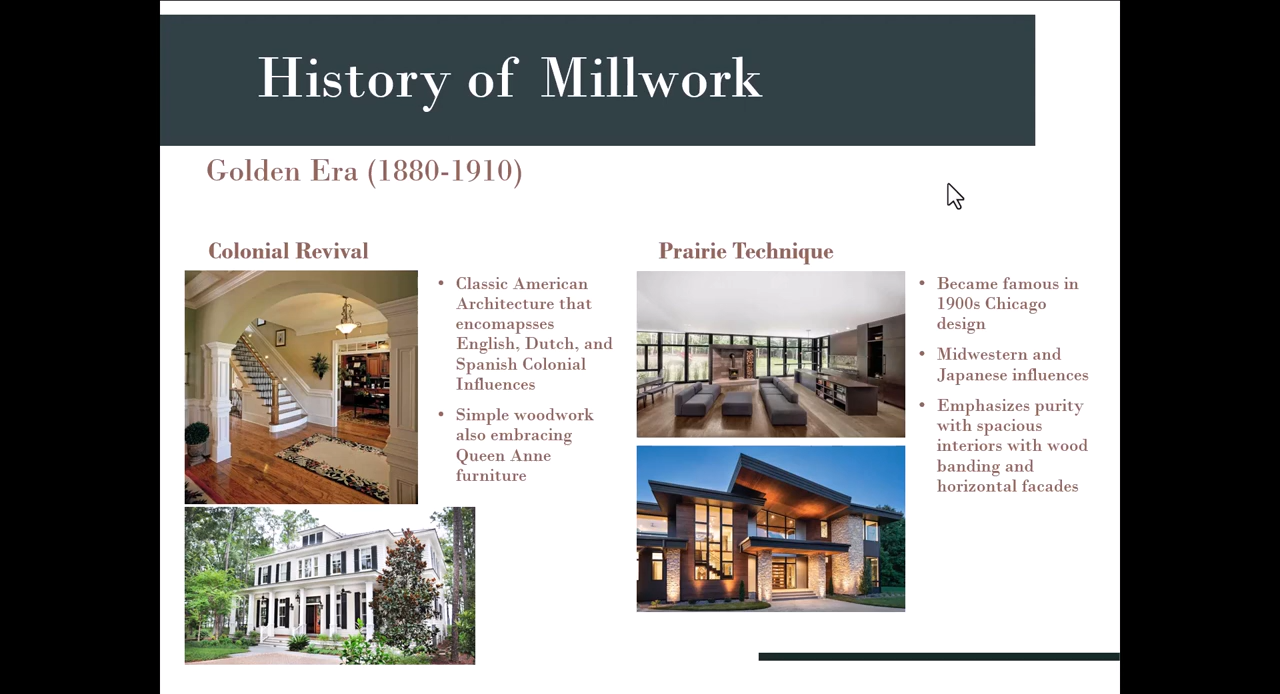 History of Millwork
Golden Era (1880-1910)
Colonial Revival
• Classic American
Architecture that
encomapsses
English, Dutch, and
Spanish Colonial
Influences
• Simple woodwork
also embracing
Queen Anne
furniture
Prairie Technique
• Became famous in
1900s Chicago
design
• Midwestern and
Japanese influences
• Emphasizes purity
with spacious
interiors with wood
banding and
horizontal facades